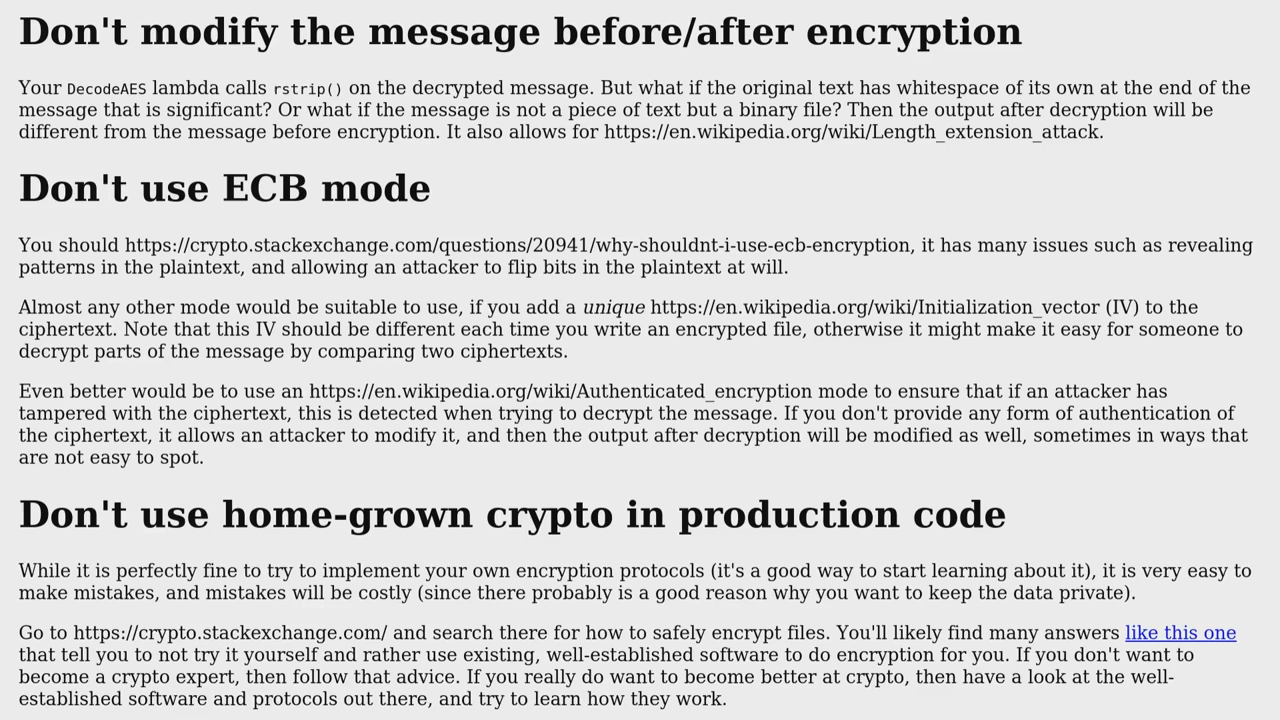 Don't modify the message before/after encryption
Your DecodeAES lambda calls rstrip() on the decrypted message. But what if the original text has whitespace of its own at the end of the
message that is significant? Or what if the message is not a piece of text but a binary file? Then the output after decryption will be
different from the message before encryption. It also allows for https://en.wikipedia.org/wiki/Length_extension_attack.
Don't use ECB mode
You should https://crypto.stackexchange.com/questions/20941/why-shouldnt-i-use-ecb-encryption, it has many issues such as revealing
patterns in the plaintext, and allowing an attacker to flip bits in the plaintext at will.
Almost any other mode would be suitable to use, if you add a unique https://en.wikipedia.org/wiki/Initialization_vector (IV) to the
ciphertext. Note that this IV should be different each time you write an encrypted file, otherwise it might make it easy for someone to
decrypt parts of the message by comparing two ciphertexts.
Even better would be to use an https://en.wikipedia.org/wiki/Authenticated_encryption mode to ensure that if an attacker has
tampered with the ciphertext, this is detected when trying to decrypt the message. If you don't provide any form of authentication of
the ciphertext, it allows an attacker to modify it, and then the output after decryption will be modified as well, sometimes in ways that
are not easy to spot.
Don't use home-grown crypto in production code
While it is perfectly fine to try to implement your own encryption protocols (it's a good way to start learning about it), it is very easy to
make mistakes, and mistakes will be costly (since there probably is a good reason why you want to keep the data private).
Go to https://crypto.stackexchange.com/ and search there for how to safely encrypt files. You'll likely find many answers like this one
that tell you to not try it yourself and rather use existing, well-established software to do encryption for you. If you don't want to
become a crypto expert, then follow that advice. If you really do want to become better at crypto, then have a look at the well-
established software and protocols out there, and try to learn how they work.